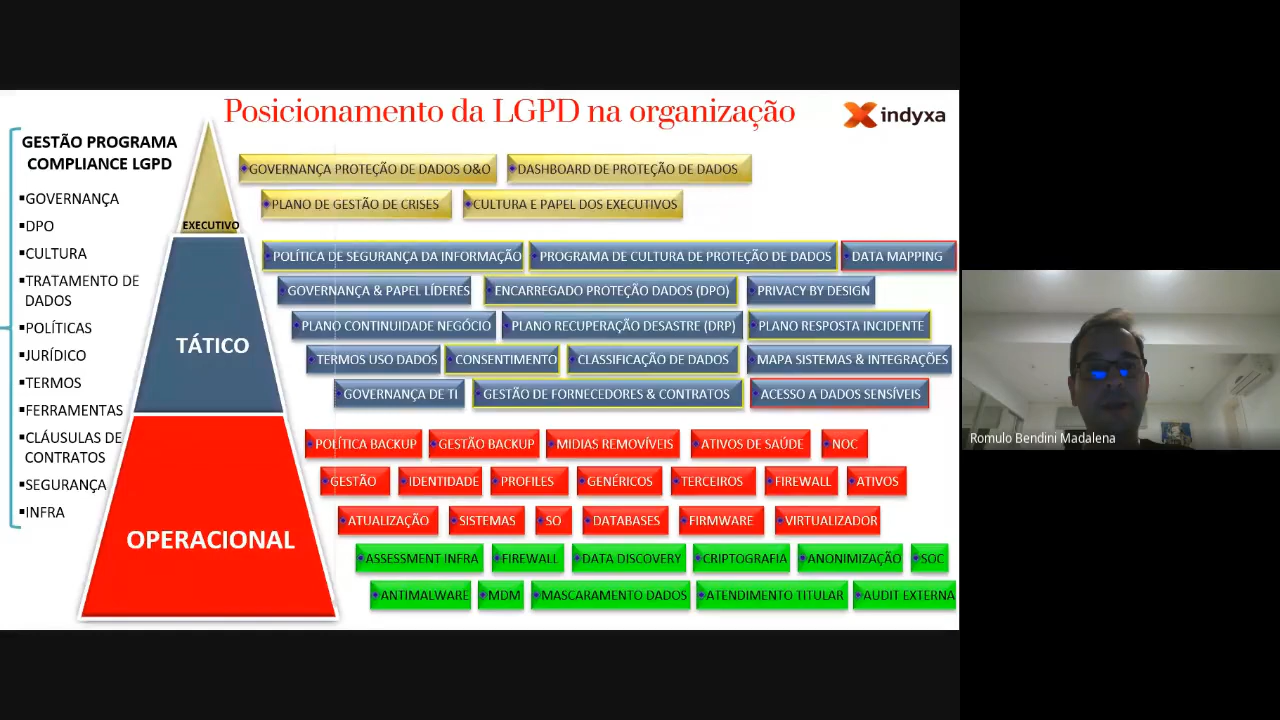 Posicionamento da LGPD na organização
indyxa
GESTÃO PROGRAMA
COMPLIANCE LGPD
▪GOVERNANÇA
▪DPO
▪CULTURA
▪TRATAMENTO DE
DADOS
▪POLÍTICAS
▪JURÍDICO
▪TERMOS
▪FERRAMENTAS
▪CLÁUSULAS DE
CONTRATOS
▪SEGURANÇA
▪INFRA
EXECUTIVO
GOVERNANÇA PROTEÇÃO DE DADOS O&O DASHBOARD DE PROTEÇÃO DE DADOS
PLANO DE GESTÃO DE CRISES CULTURA E PAPEL DOS EXECUTIVOS
TÁTICO
POLÍTICA DE SEGURANÇA DA INFORMAÇÃO PROGRAMA DE CULTURA DE PROTEÇÃO DE DADOS DATA MAPPING
GOVERNANÇA & PAPEL LÍDERES ENCARREGADO PROTEÇÃO DADOS (DPO) PRIVACY BY DESIGN
PLANO CONTINUIDADE NEGÓCIO PLANO RECUPERAÇÃO DESASTRE (DRP) PLANO RESPOSTA INCIDENTE
TERMOS USO DADOS CONSENTIMENTO CLASSIFICAÇÃO DE DADOS MAPA SISTEMAS & INTEGRAÇÕES
GOVERNANÇA DE TI GESTÃO DE FORNECEDORES & CONTRATOS ACESSO A DADOS SENSÍVEIS
OPERACIONAL
POLÍTICA BACKUP GESTÃO BACKUP MIDIAS REMOVÍVEIS ATIVOS DE SAÚDE NOC
GESTÃO IDENTIDADE PROFILES GENÉRICOS TERCEIROS FIREWALL ATIVOS
ATUALIZAÇÃO SISTEMAS SO DATABASES FIRMWARE VIRTUALIZADOR
ASSESSMENT INFRA FIREWALL DATA DISCOVERY CRIPTOGRAFIA ANONIMIZAÇÃO SOC
ANTIMALWARE MDM MASCARAMENTO DADOS ATENDIMENTO TITULAR AUDIT EXTERNA
Romulo Bendini Madalena